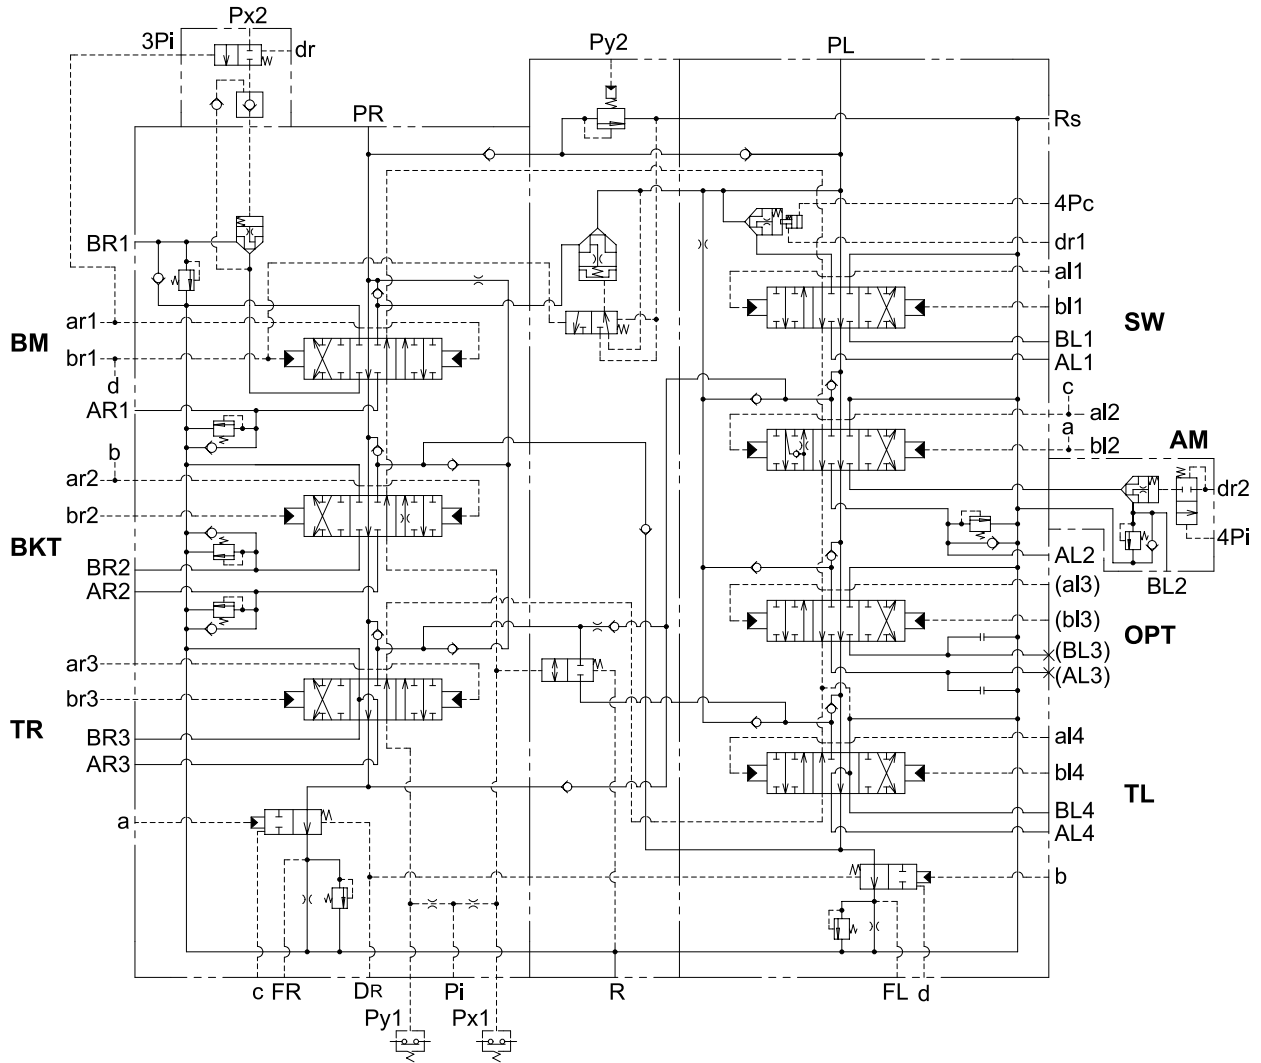 Px2
3Pi
dr
Py2
PL
PR
Rs
4Pc
BR1
dr1
al1
ar1
bl1
SW
BM
br1
BL1
AL1
d
c
AR1
al2
a
b
bl2
AM
ar2
dr2
br2
4Pi
BKT
AL2
BR2
BL2
AR2
(al3)
(bl3)
OPT
ar3
(BL3)
(AL3)
br3
TR
BR3
al4
AR3
bl4
TL
BL4
a
AL4
b
c FR DR Pi R FL d
Py1 Px1